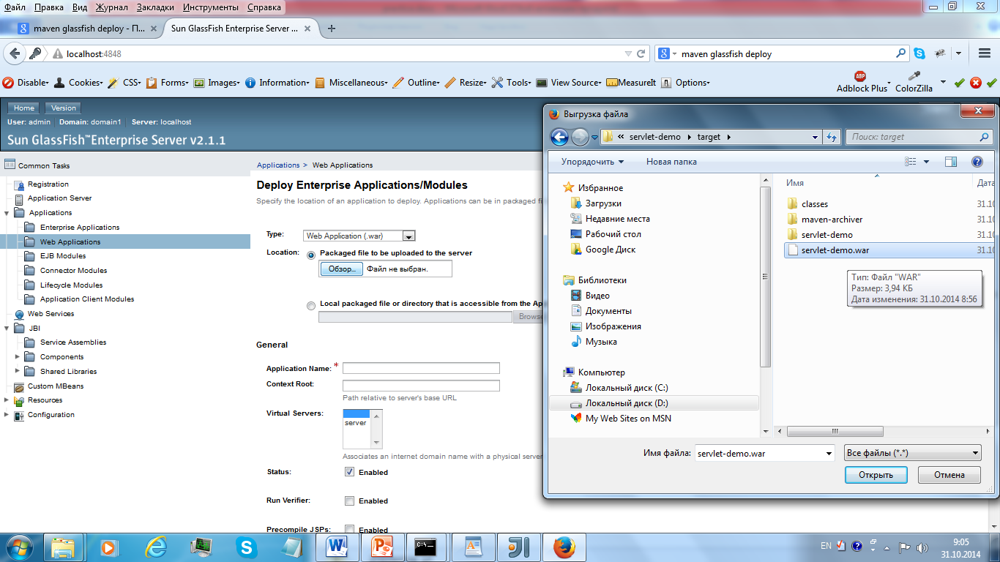 Файл Правка Вид Журнал Закладки Инструменты Справка
maven glassfish deploy - П...
Sun GlassFish Enterprise Server ...
localhost:4848
maven glassfish deploy
Disable Cookies CSS Forms Images Information Miscellaneous Outline Resize Tools View Source MeasureIt Options
ABP
Adblock Plus ColorZilla
Home Version
User: admin Domain: domain1 Server: localhost
Sun GlassFish™ Enterprise Server v2.1.1
Common Tasks
Registration
Application Server
Applications
Enterprise Applications
Web Applications
EJB Modules
Connector Modules
Lifecycle Modules
Application Client Modules
Web Services
JBI
Service Assemblies
Components
Shared Libraries
Custom MBeans
Resources
Configuration
Applications > Web Applications
Deploy Enterprise Applications/Modules
Specify the location of an application to deploy. Applications can be in packaged fi
Type: Web Application (.war)
Location: Packaged file to be uploaded to the server
Обзор... Файл не выбран.
Local packaged file or directory that is accessible from the Ap
Browse
General
Application Name: *
Context Root:
Path relative to server's base URL
Virtual Servers:
server
Associates an internet domain name with a physical server
Status: Enabled
Run Verifier: Enabled
Precompile JSPs: Enabled
Выгрузка файла
« servlet-demo target
Поиск: target
Упорядочить Новая папка
Избранное
Загрузки
Недавние места
Рабочий стол
Google Диск
Библиотеки
Видео
Документы
Изображения
Музыка
Компьютер
Локальный диск (C:)
Локальный диск (D:)
My Web Sites on MSN
Имя Дата
classes 31.10
maven-archiver 31.10
servlet-demo 31.10
servlet-demo.war 31.10
Тип: Файл "WAR"
Размер: 3,94 КБ
Дата изменения: 31.10.2014 8:56
Имя файла: servlet-demo.war Все файлы (*.*)
Открыть Отмена
EN
9:05
31.10.2014